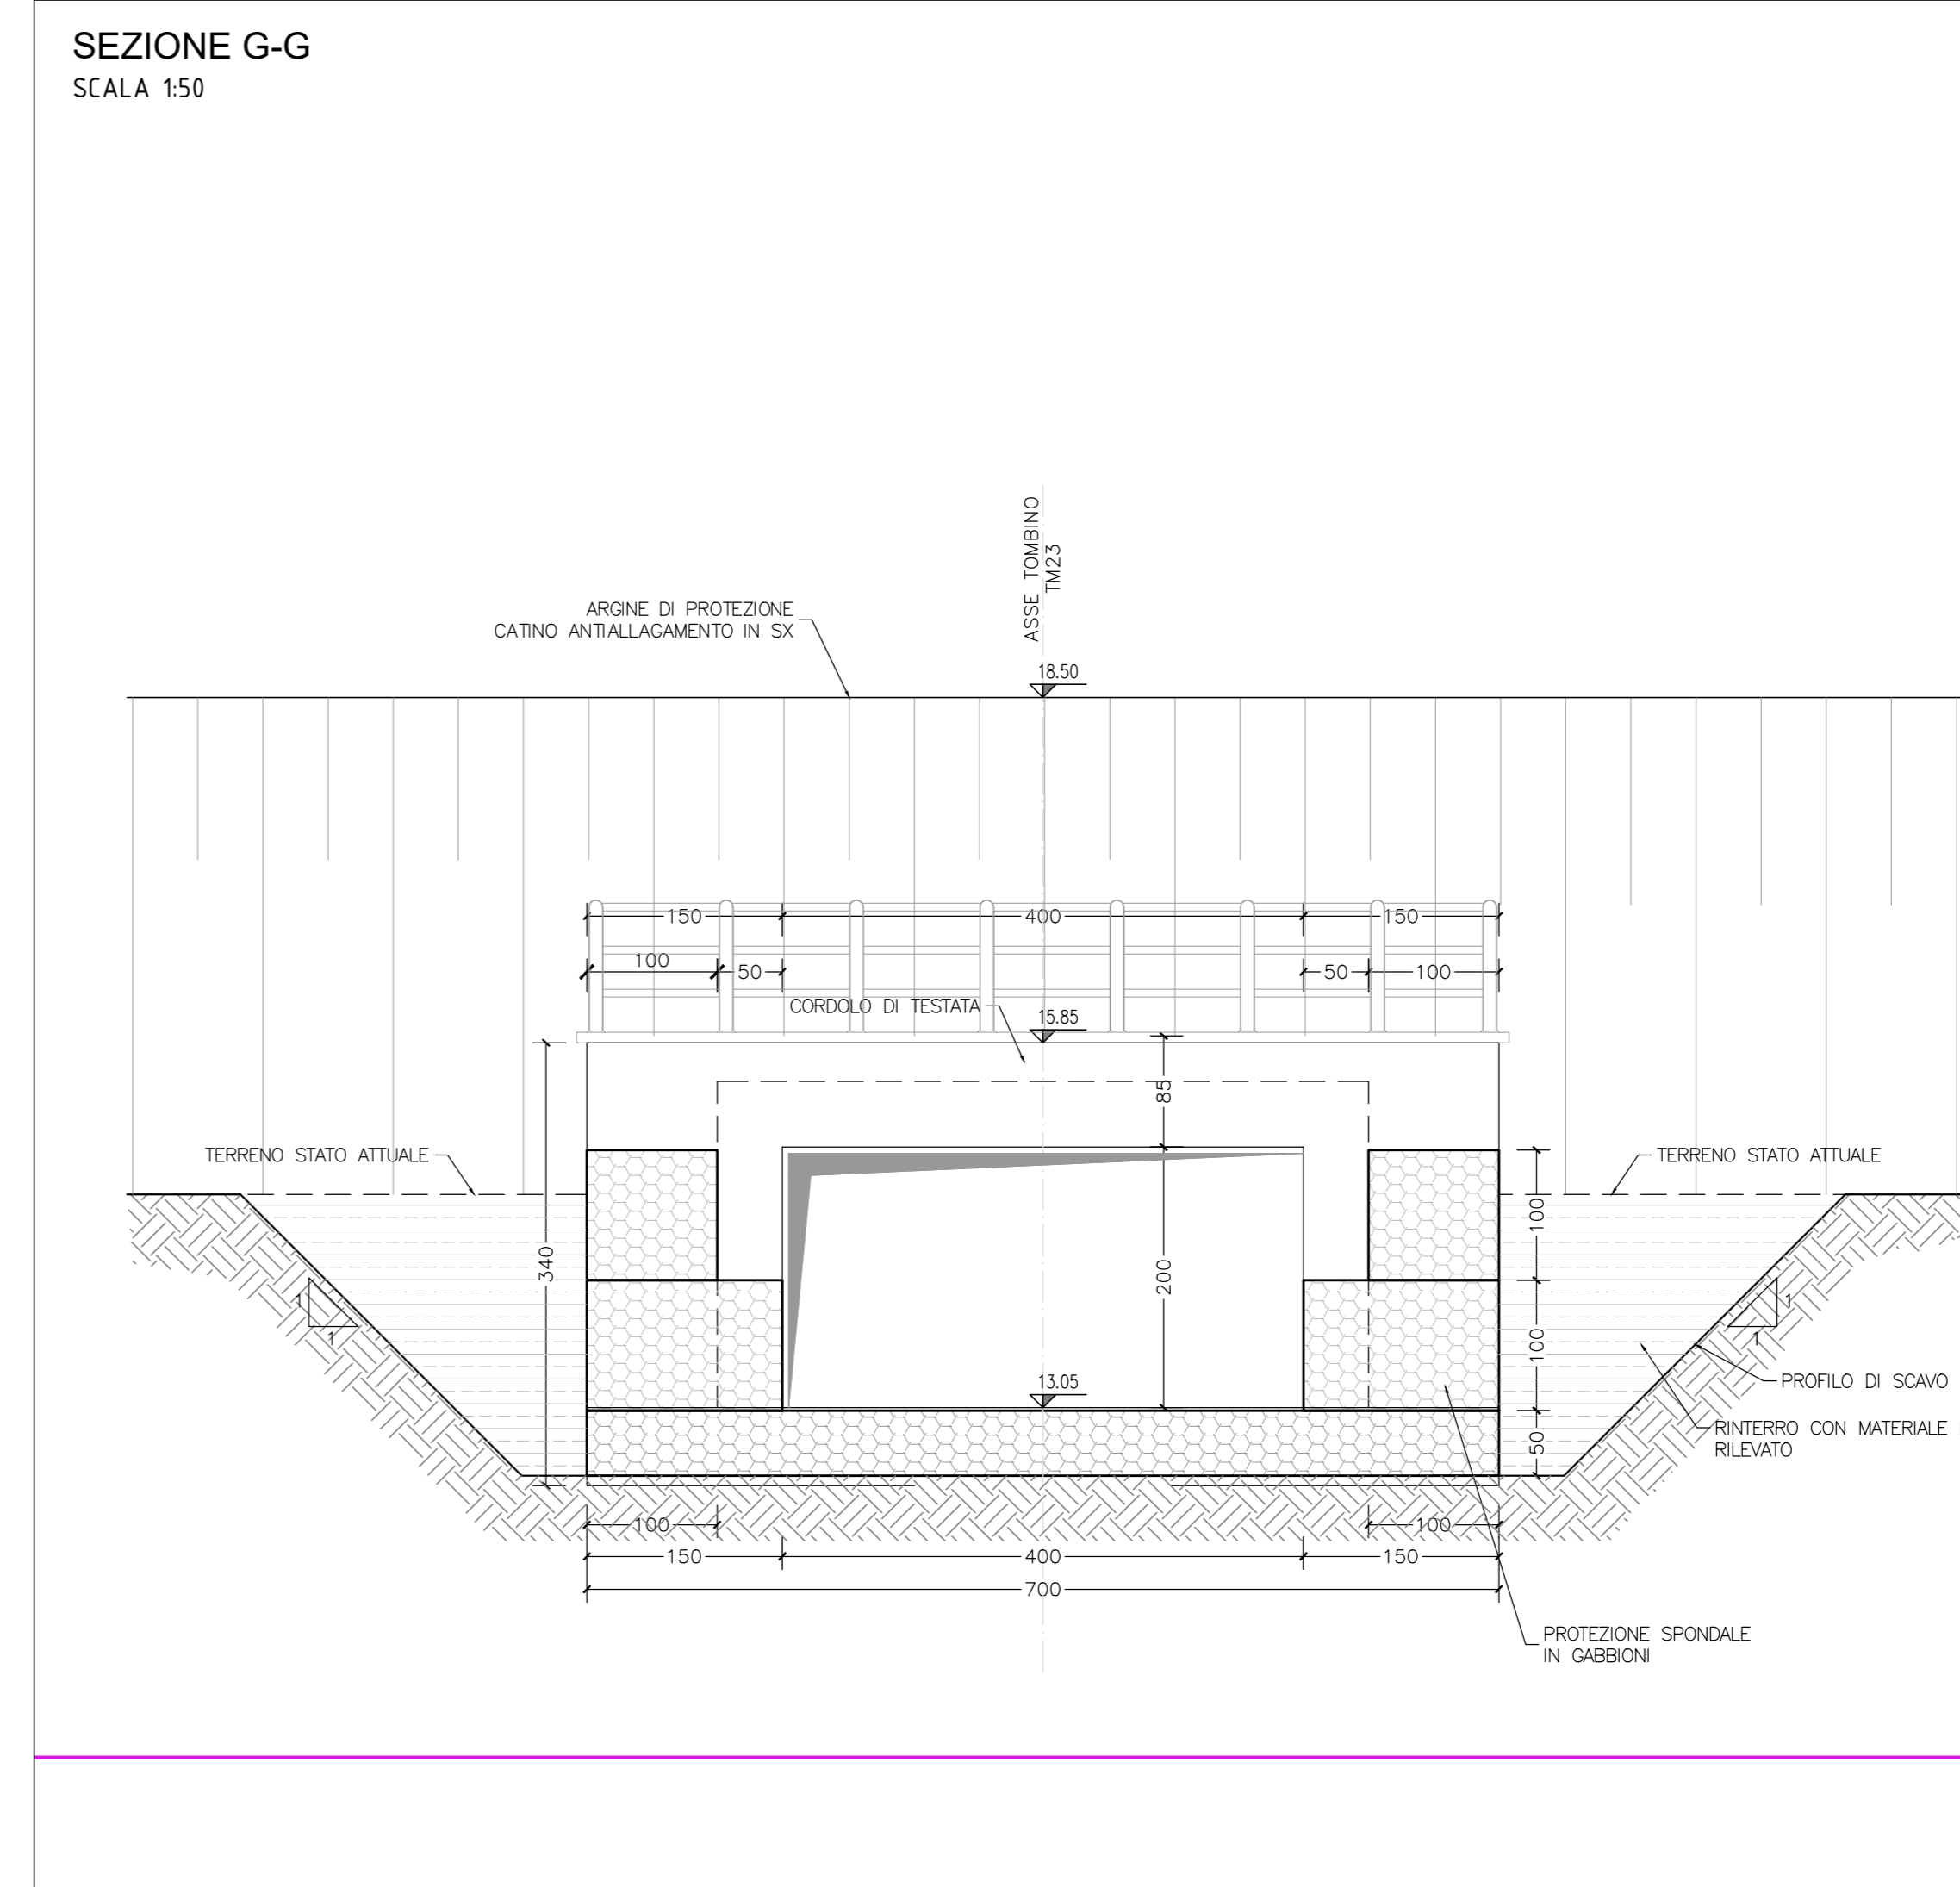 SEZIONE G-G
SCALA 1:50
ASSE TOMBINO
TM23
ARGINE DI PROTEZIONE
CATINO ANTIALLAGAMENTO IN SX
18.50
150
400
150
100
50
50
100
CORDOLO DI TESTATA
15.85
85
TERRENO STATO ATTUALE
TERRENO STATO ATTUALE
340
200
100
1
1
1
1
100
13.05
PROFILO DI SCAVO
RINTERRO CON MATERIALE
RILEVATO
50
100
100
150
400
150
700
PROTEZIONE SPONDALE
IN GABBIONI